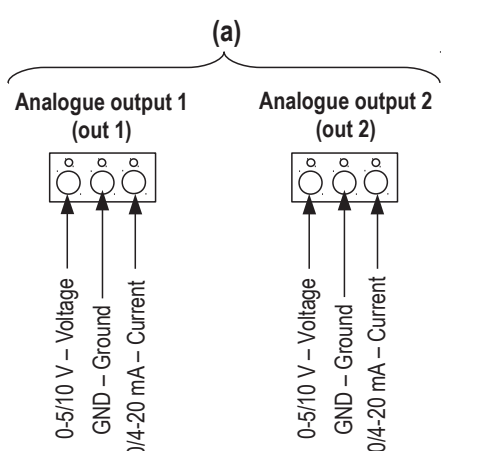 (a)
Analogue output 1
(out 1)
Analogue output 2
(out 2)
0-5/10 V – Voltage
GND – Ground
0/4-20 mA – Current
0-5/10 V – Voltage
GND – Ground
0/4-20 mA – Current